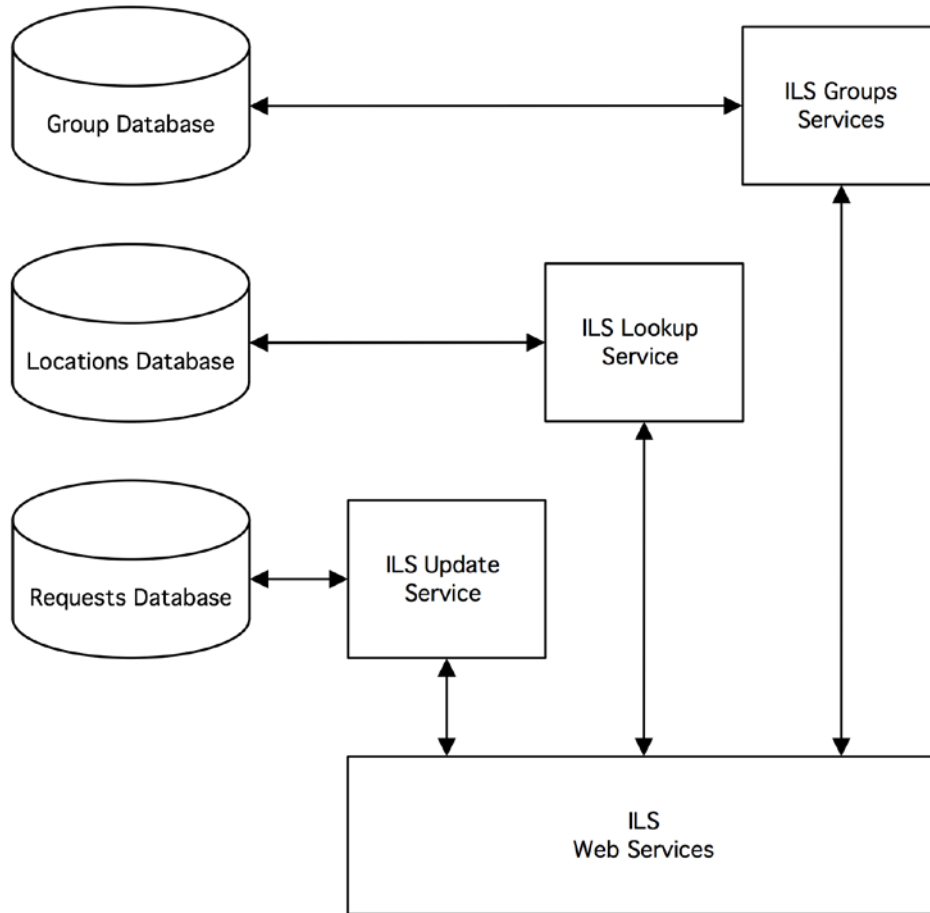 Group Database
ILS Groups
Services
Locations Database
ILS Lookup
Service
Requests Database
ILS Update
Service
ILS
Web Services